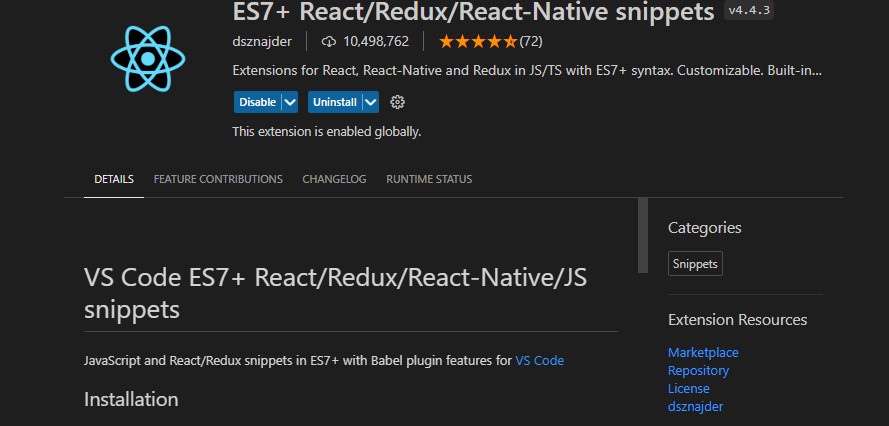 ES7+ React/Redux/React-Native snippets v4.4.3
dsznajder 10,498,762 (72)
Extensions for React, React-Native and Redux in JS/TS with ES7+ syntax. Customizable. Built-in...
Disable Uninstall
This extension is enabled globally.
DETAILS FEATURE CONTRIBUTIONS CHANGELOG RUNTIME STATUS
VS Code ES7+ React/Redux/React-Native/JS
snippets
JavaScript and React/Redux snippets in ES7+ with Babel plugin features for VS Code
Installation
Categories
Snippets
Extension Resources
Marketplace
Repository
License
dsznajder